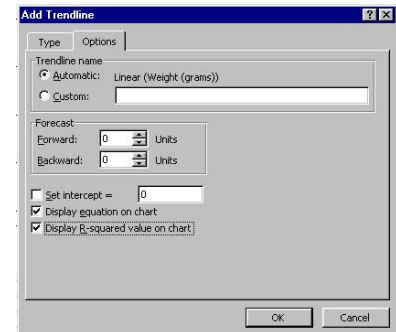 Add Trendline
Type Options
Trendline name
Automatic: Linear (Weight (grams))
Custom:
Forecast
Forward: 0 Units
Backward: 0 Units
Set intercept = 0
Display equation on chart
Display R-squared value on chart
OK Cancel